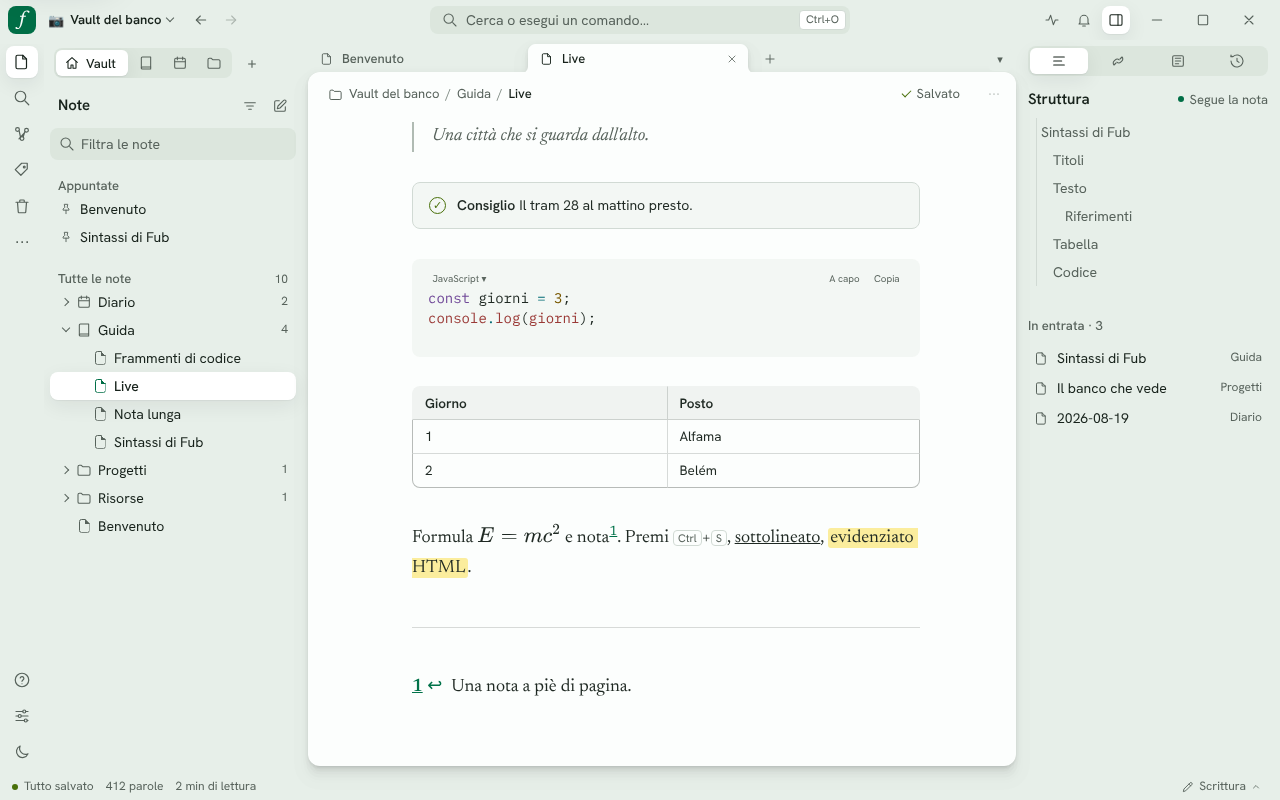 Vault del banco
Cerca o esegui un comando…
Ctrl+O
Vault
Note
Filtra le note
Appuntate
Benvenuto
Sintassi di Fub
Tutte le note 10
Diario 2
Guida 4
Frammenti di codice
Live
Nota lunga
Sintassi di Fub
Progetti 1
Risorse 1
Benvenuto
Benvenuto
Live
Vault del banco / Guida / Live
Salvato
Una città che si guarda dall'alto.
Consiglio Il tram 28 al mattino presto.
JavaScript ▾ A capo Copia
const giorni = 3;
console.log(giorni);
Giorno Posto
1 Alfama
2 Belém
Formula E = mc² e nota¹. Premi Ctrl+S, sottolineato, evidenziato
HTML.
1 ↩ Una nota a piè di pagina.
Struttura
Segue la nota
Sintassi di Fub
Titoli
Testo
Riferimenti
Tabella
Codice
In entrata · 3
Sintassi di Fub Guida
Il banco che vede Progetti
2026-08-19 Diario
Tutto salvato 412 parole 2 min di lettura
Scrittura